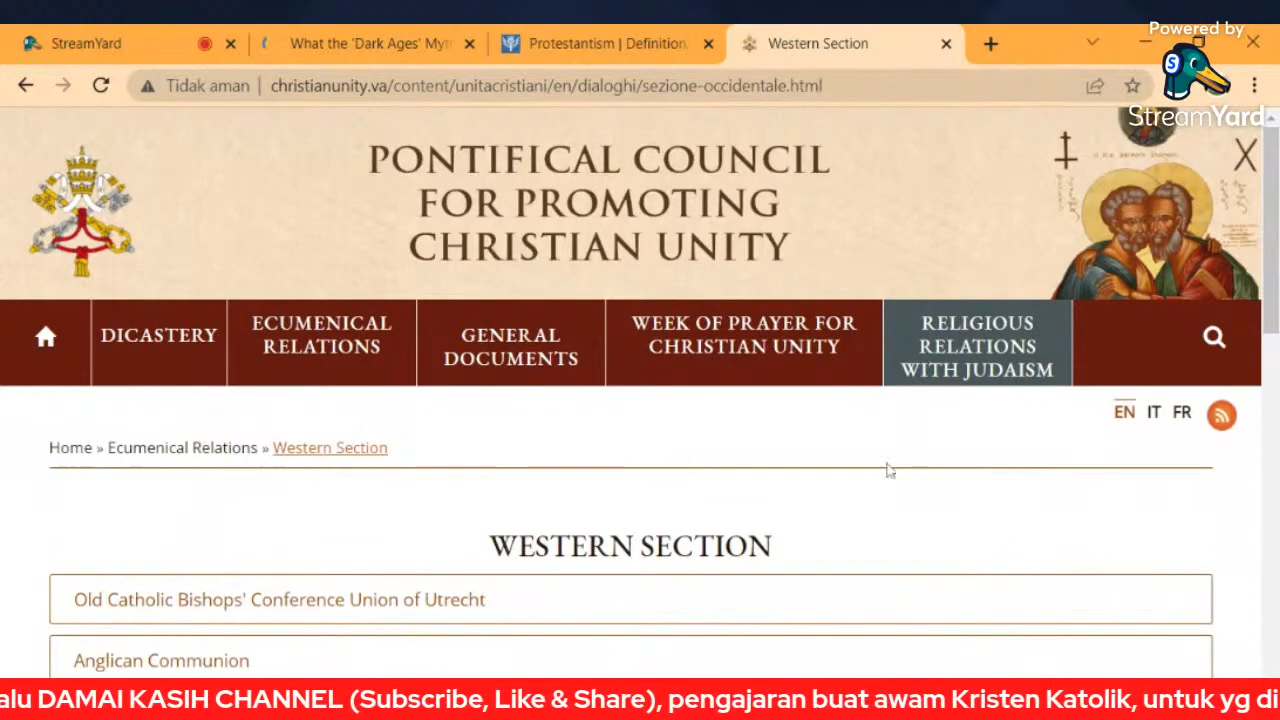 Powered by
StreamYard
StreamYard
What the 'Dark Ages' Myt
Protestantism | Definition,
Western Section
Tidak aman
christianunity.va/content/unitacristiani/en/dialoghi/sezione-occidentale.html
PONTIFICAL COUNCIL
FOR PROMOTING
CHRISTIAN UNITY
DICASTERY
ECUMENICAL
RELATIONS
GENERAL
DOCUMENTS
WEEK OF PRAYER FOR
CHRISTIAN UNITY
RELIGIOUS
RELATIONS
WITH JUDAISM
EN IT FR
Home » Ecumenical Relations » Western Section
WESTERN SECTION
Old Catholic Bishops' Conference Union of Utrecht
Anglican Communion
alu DAMAI KASIH CHANNEL (Subscribe, Like & Share), pengajaran buat awam Kristen Katolik, untuk yg di